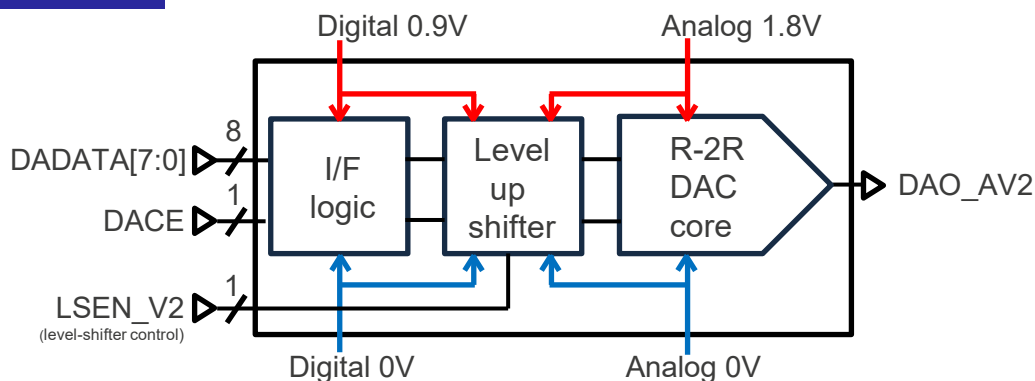 Digital 0.9V
Analog 1.8V
DADATA[7:0]
8
DACE
1
LSEN_V2
1
(level-shifter control)
I/F
logic
Level
up
shifter
R-2R
DAC
core
DAO_AV2
Digital 0V
Analog 0V